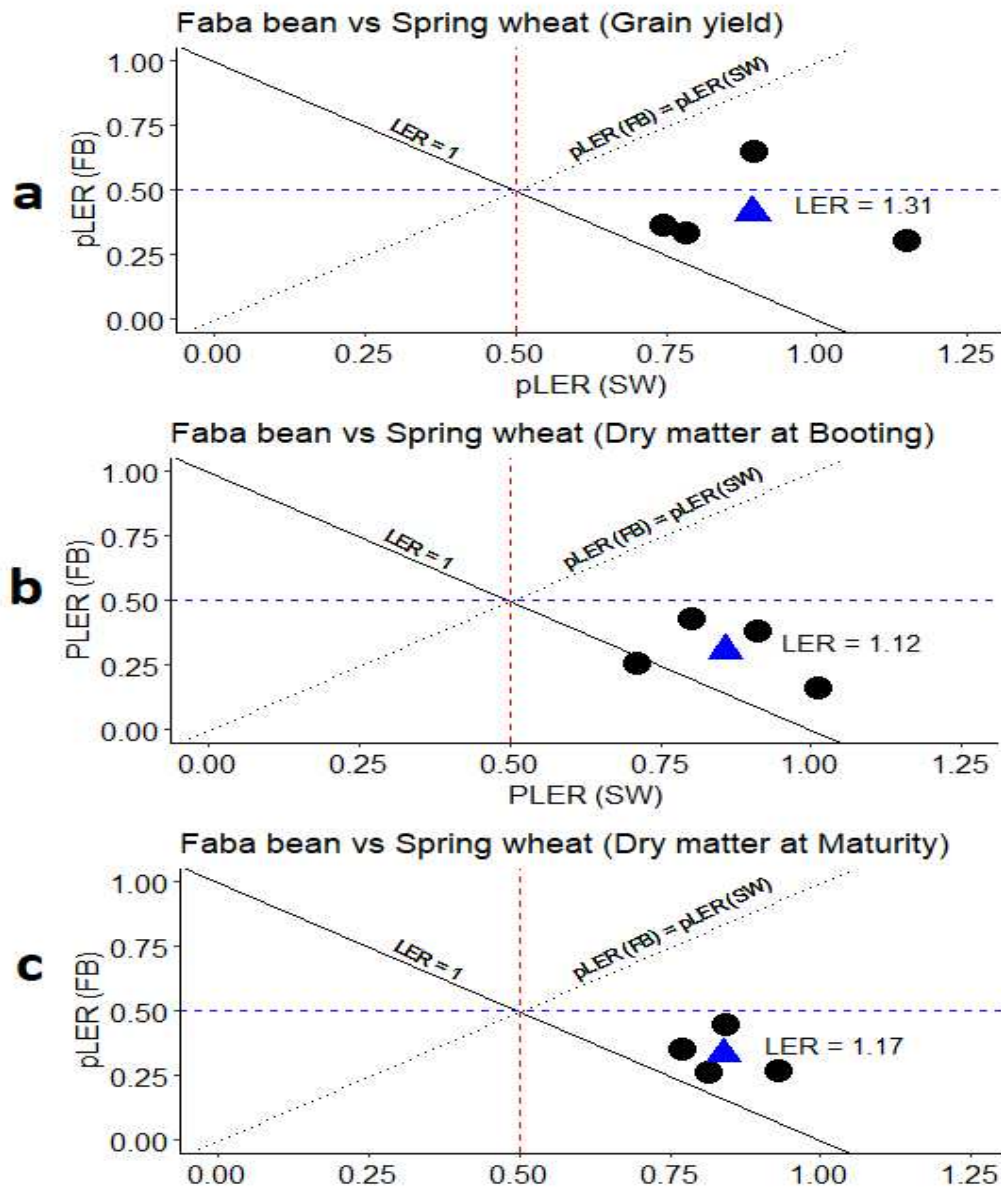 Faba bean vs Spring wheat (Grain yield)
a
pLER (FB)
1.00
0.75
0.50
0.25
0.00
LER = 1
pLER (FB) = pLER (SW)
LER = 1.31
0.00 0.25 0.50 0.75 1.00 1.25
pLER (SW)
Faba bean vs Spring wheat (Dry matter at Booting)
b
PLER (FB)
1.00
0.75
0.50
0.25
0.00
LER = 1
pLER (FB) = pLER (SW)
LER = 1.12
0.00 0.25 0.50 0.75 1.00 1.25
PLER (SW)
Faba bean vs Spring wheat (Dry matter at Maturity)
c
pLER (FB)
1.00
0.75
0.50
0.25
0.00
LER = 1
pLER (FB) = pLER (SW)
LER = 1.17
0.00 0.25 0.50 0.75 1.00 1.25